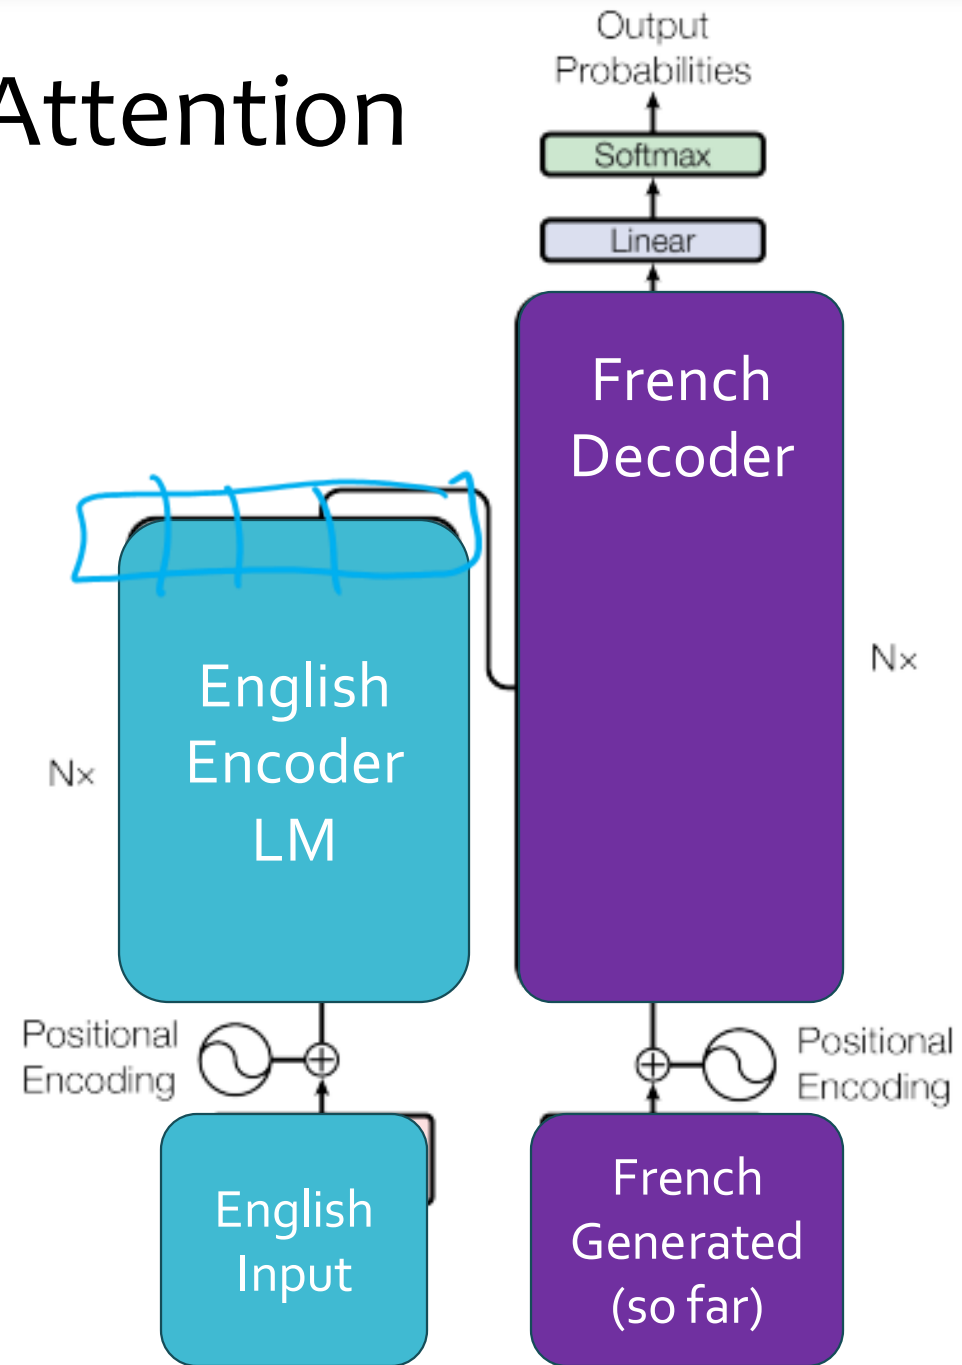 Attention
Output
Probabilities
Softmax
Linear
French
Decoder
English
Encoder
LM
Nx
Nx
Positional
Encoding
Positional
Encoding
English
Input
French
Generated
(so far)